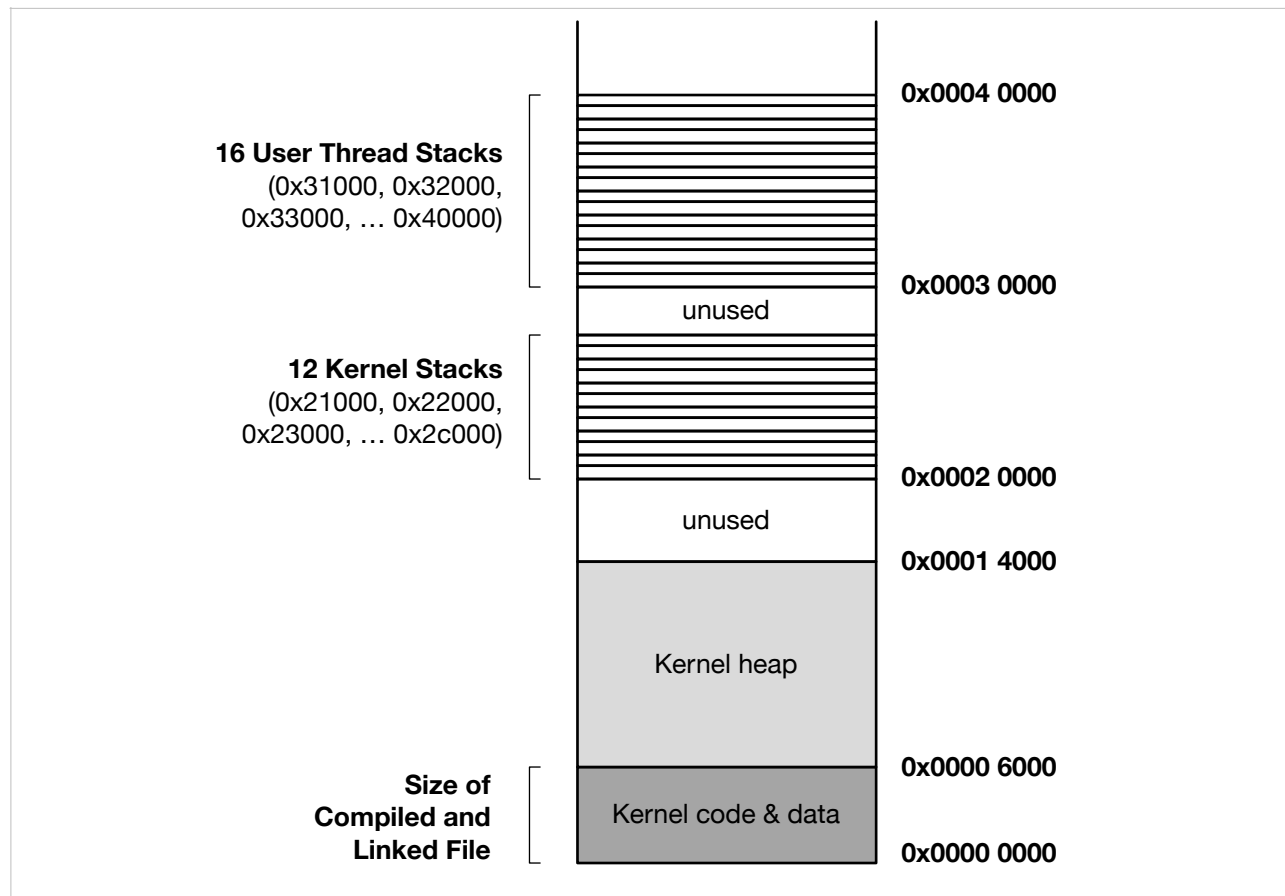 0x0004 0000
16 User Thread Stacks
(0x31000, 0x32000,
0x33000, … 0x40000)
0x0003 0000
unused
12 Kernel Stacks
(0x21000, 0x22000,
0x23000, … 0x2c000)
0x0002 0000
unused
0x0001 4000
Kernel heap
0x0000 6000
Size of
Compiled and
Linked File
Kernel code & data
0x0000 0000